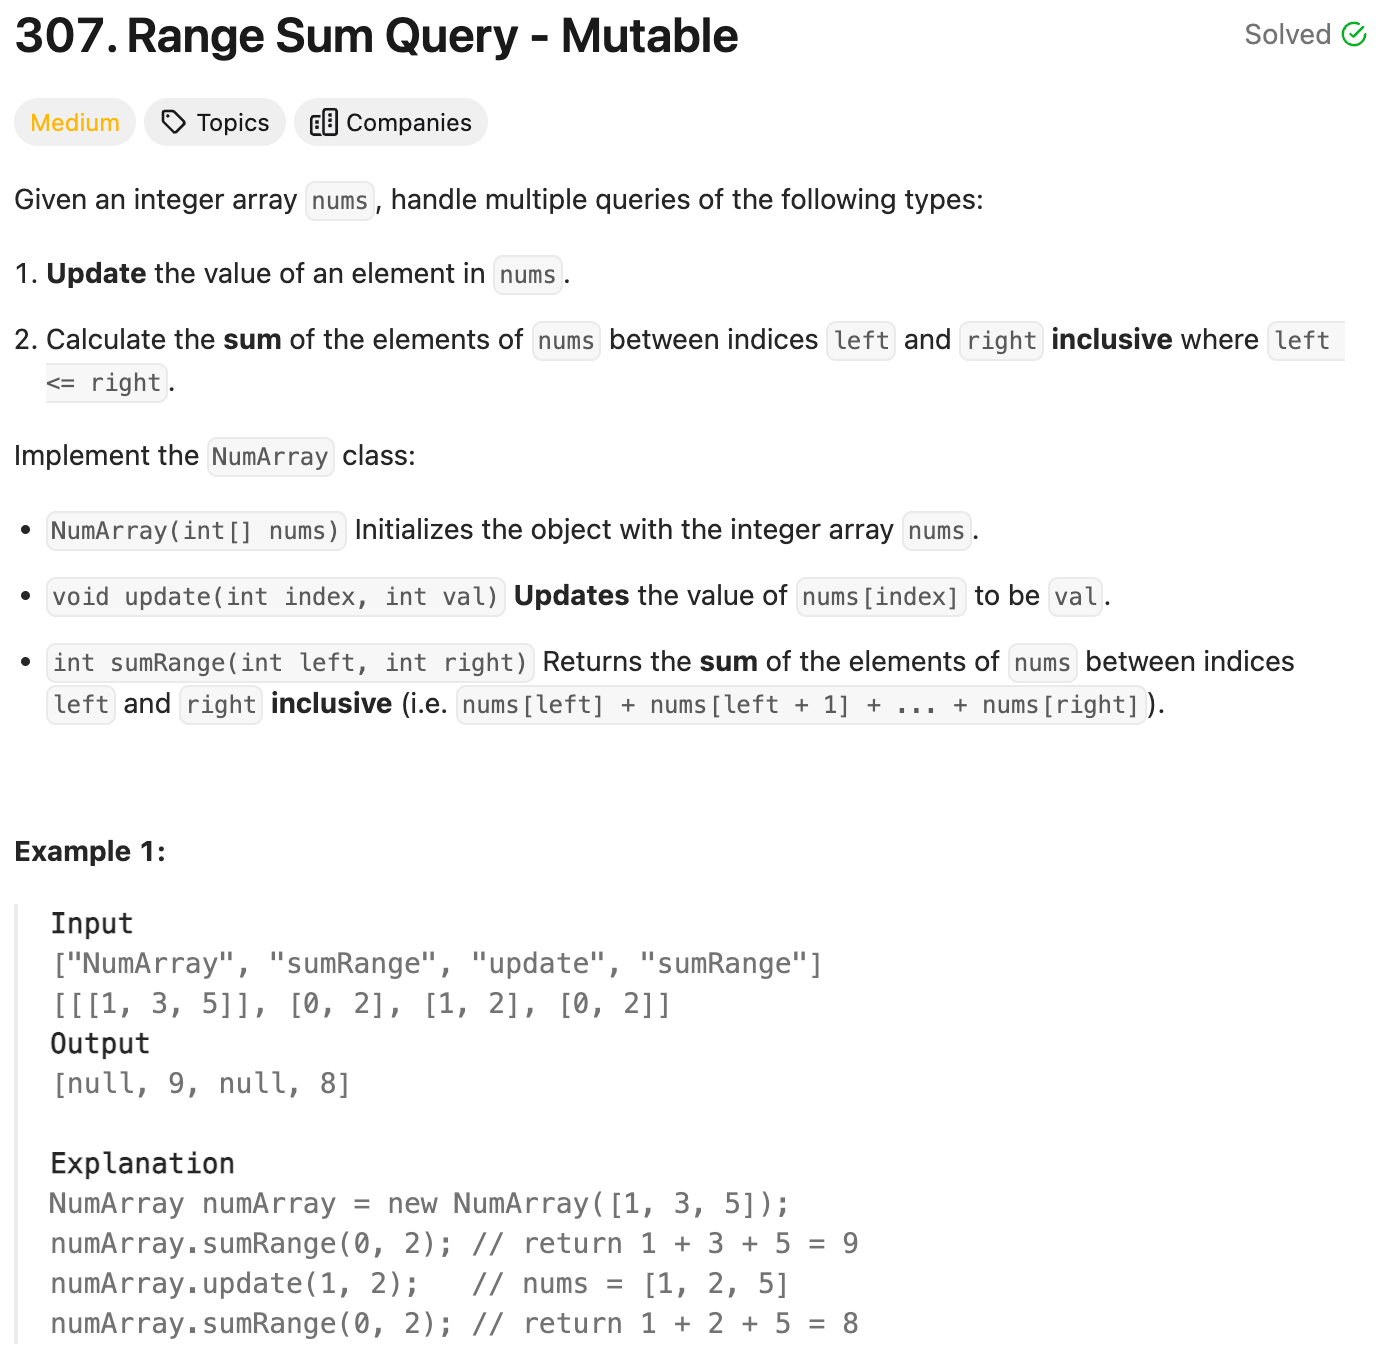 307. Range Sum Query - Mutable
Solved
Medium
Topics
Companies
Given an integer array nums, handle multiple queries of the following types:
1. Update the value of an element in nums.
2. Calculate the sum of the elements of nums between indices left and right inclusive where left
<= right.
Implement the NumArray class:
• NumArray(int[] nums) Initializes the object with the integer array nums.
• void update(int index, int val) Updates the value of nums[index] to be val.
• int sumRange(int left, int right) Returns the sum of the elements of nums between indices
left and right inclusive (i.e. nums[left] + nums[left + 1] + ... + nums[right]).
Example 1:
Input
["NumArray", "sumRange", "update", "sumRange"]
[[[1, 3, 5]], [0, 2], [1, 2], [0, 2]]
Output
[null, 9, null, 8]
Explanation
NumArray numArray = new NumArray([1, 3, 5]);
numArray.sumRange(0, 2); // return 1 + 3 + 5 = 9
numArray.update(1, 2);   // nums = [1, 2, 5]
numArray.sumRange(0, 2); // return 1 + 2 + 5 = 8